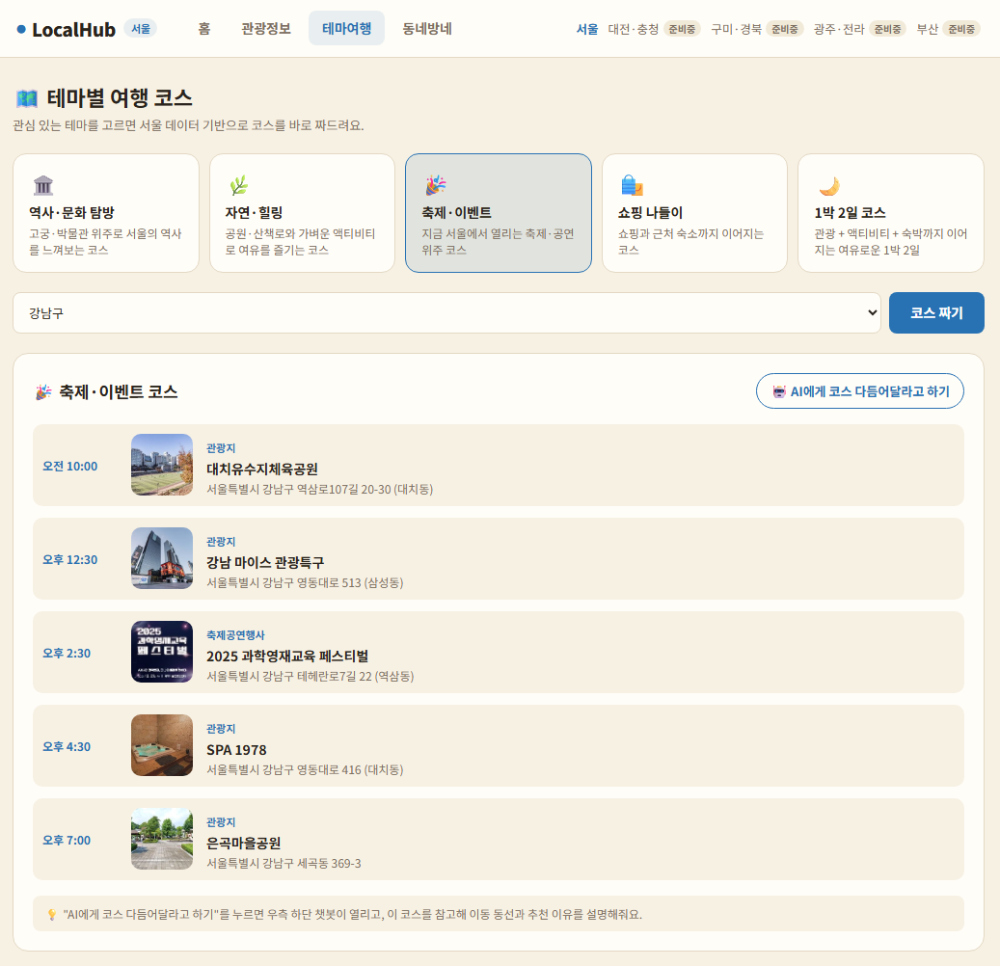 LocalHub 서울 홈 관광정보 테마여행 동네방네 서울 대전·충청 준비중 구미·경북 준비중 광주·전라 준비중 부산 준비중
테마별 여행 코스
관심 있는 테마를 고르면 서울 데이터 기반으로 코스를 바로 짜드려요.
역사·문화 탐방
고궁·박물관 위주로 서울의 역사
를 느껴보는 코스
자연·힐링
공원·산책로와 가벼운 액티비티
로 여유를 즐기는 코스
축제·이벤트
지금 서울에서 열리는 축제·공연
위주 코스
쇼핑 나들이
쇼핑과 근처 숙소까지 이어지는
코스
1박 2일 코스
관광 + 액티비티 + 숙박까지 이어
지는 여유로운 1박 2일
강남구
코스 짜기
축제·이벤트 코스
AI에게 코스 다듬어달라고 하기
오전 10:00
관광지
대치유수지체육공원
서울특별시 강남구 역삼로107길 20-30 (대치동)
오후 12:30
관광지
강남 마이스 관광특구
서울특별시 강남구 영동대로 513 (삼성동)
오후 2:30
2025
과학영재교육
페스티벌
축제공연행사
2025 과학영재교육 페스티벌
서울특별시 강남구 테헤란로7길 22 (역삼동)
오후 4:30
관광지
SPA 1978
서울특별시 강남구 영동대로 416 (대치동)
오후 7:00
관광지
은곡마을공원
서울특별시 강남구 세곡동 369-3
"AI에게 코스 다듬어달라고 하기"를 누르면 우측 하단 챗봇이 열리고, 이 코스를 참고해 이동 동선과 추천 이유를 설명해줘요.